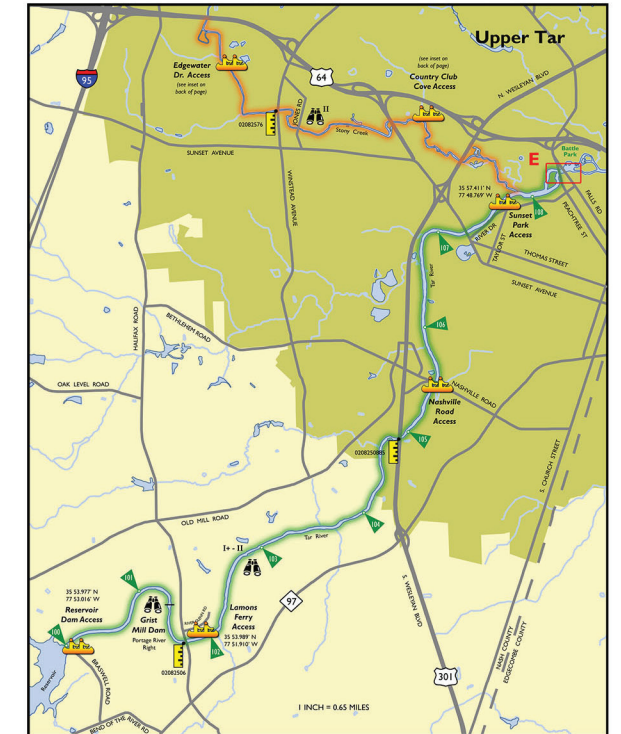 Upper Tar
Edgewater
Dr. Access
(see inset on
back of page)
95
64
(see inset on
back of page)
Country Club
Cove Access
N. WESLEYAN BLVD
JONES RD
II
02082576
Stony Creek
SUNSET AVENUE
WINSTEAD AVENUE
E
Battle
Park
FALLS RD
PEACHTREE ST
35 57.411' N
77 48.769' W
108
Sunset
Park
Access
RIVER DR
TAYLOR ST
107
THOMAS STREET
SUNSET AVENUE
Tar River
106
HALIFAX ROAD
BETHLEHEM ROAD
OAK LEVEL ROAD
NASHVILLE ROAD
Nashville
Road
Access
105
0208250885
S. CHURCH STREET
104
OLD MILL ROAD
Tar River
I+ - II
103
101
35 53.977' N
77 53.016' W
Reservoir
Dam Access
100
Grist
Mill Dam
Portage River
Right
Lamons
Ferry
Access
35 53.989' N
77 51.910' W
102
97
S. WESLEYAN BLVD
NASH COUNTY
EDGECOMBE COUNTY
02082506
Reservoir
BRASWELL ROAD
301
1 INCH = 0.65 MILES
BEND OF THE RIVER RD